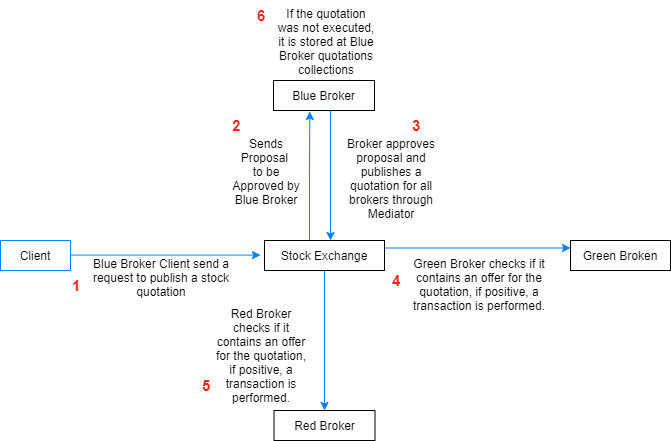 6
If the quotation
was not executed,
it is stored at Blue
Broker quotations
collections
Blue Broker
2
Sends
Proposal
to be
Approved by
Blue Broker
3
Broker approves
proposal and
publishes a
quotation for all
brokers through
Mediator
Client
Stock Exchange
Green Broken
1
Blue Broker Client send a
request to publish a stock
quotation
4
Green Broker checks if it
contains an offer for the
quotation, if positive, a
transaction is performed.
5
Red Broker
checks if it
contains an offer
for the quotation,
if positive, a
transaction is
performed.
Red Broker